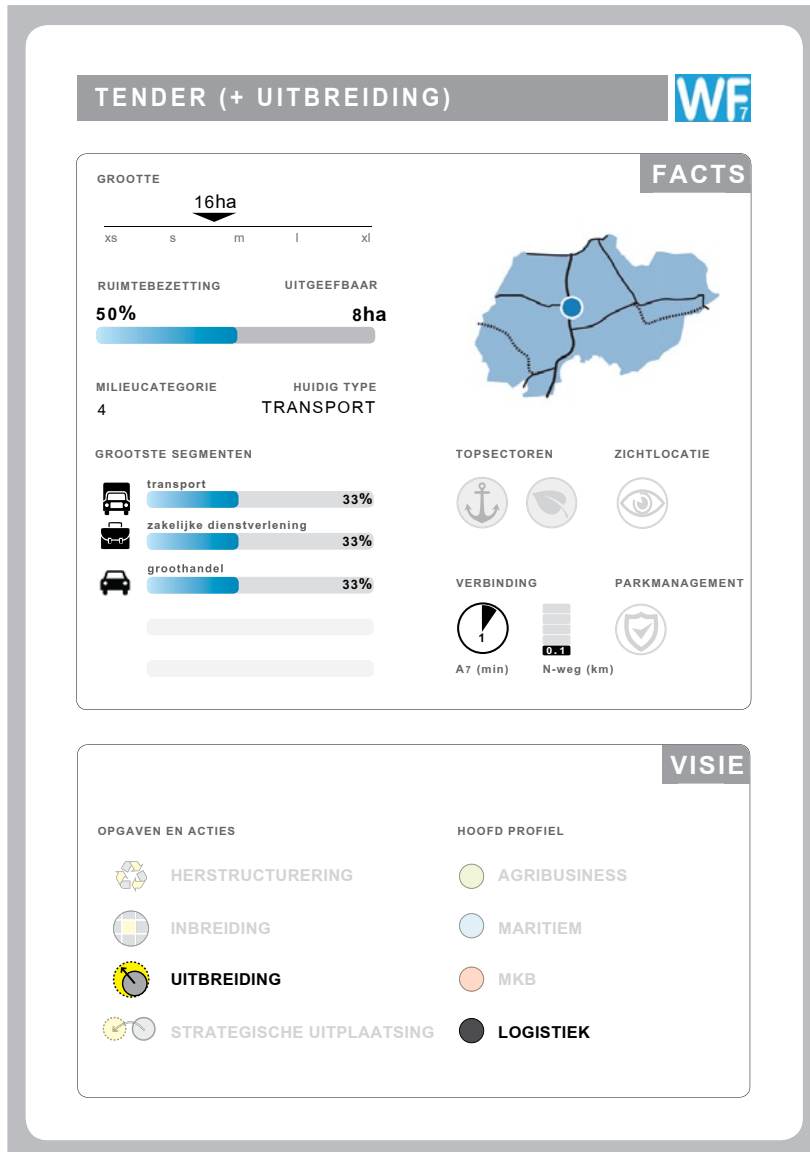 TENDER (+ UITBREIDING)
WF7
FACTS
GROOTTE
16ha
xs s m l xl
RUIMTEBEZETTING UITGEEFBAAR
50% 8ha
MILIEUCATEGORIE HUIDIG TYPE
4 TRANSPORT
GROOTSTE SEGMENTEN
transport
33%
zakelijke dienstverlening
33%
groothandel
33%
TOPSECTOREN ZICHTLOCATIE
VERBINDING PARKMANAGEMENT
1
0.1
A7 (min) N-weg (km)
VISIE
OPGAVEN EN ACTIES
HERSTRUCTURERING
INBREIDING
UITBREIDING
STRATEGISCHE UITPLAATSING
HOOFD PROFIEL
AGRIBUSINESS
MARITIEM
MKB
LOGISTIEK